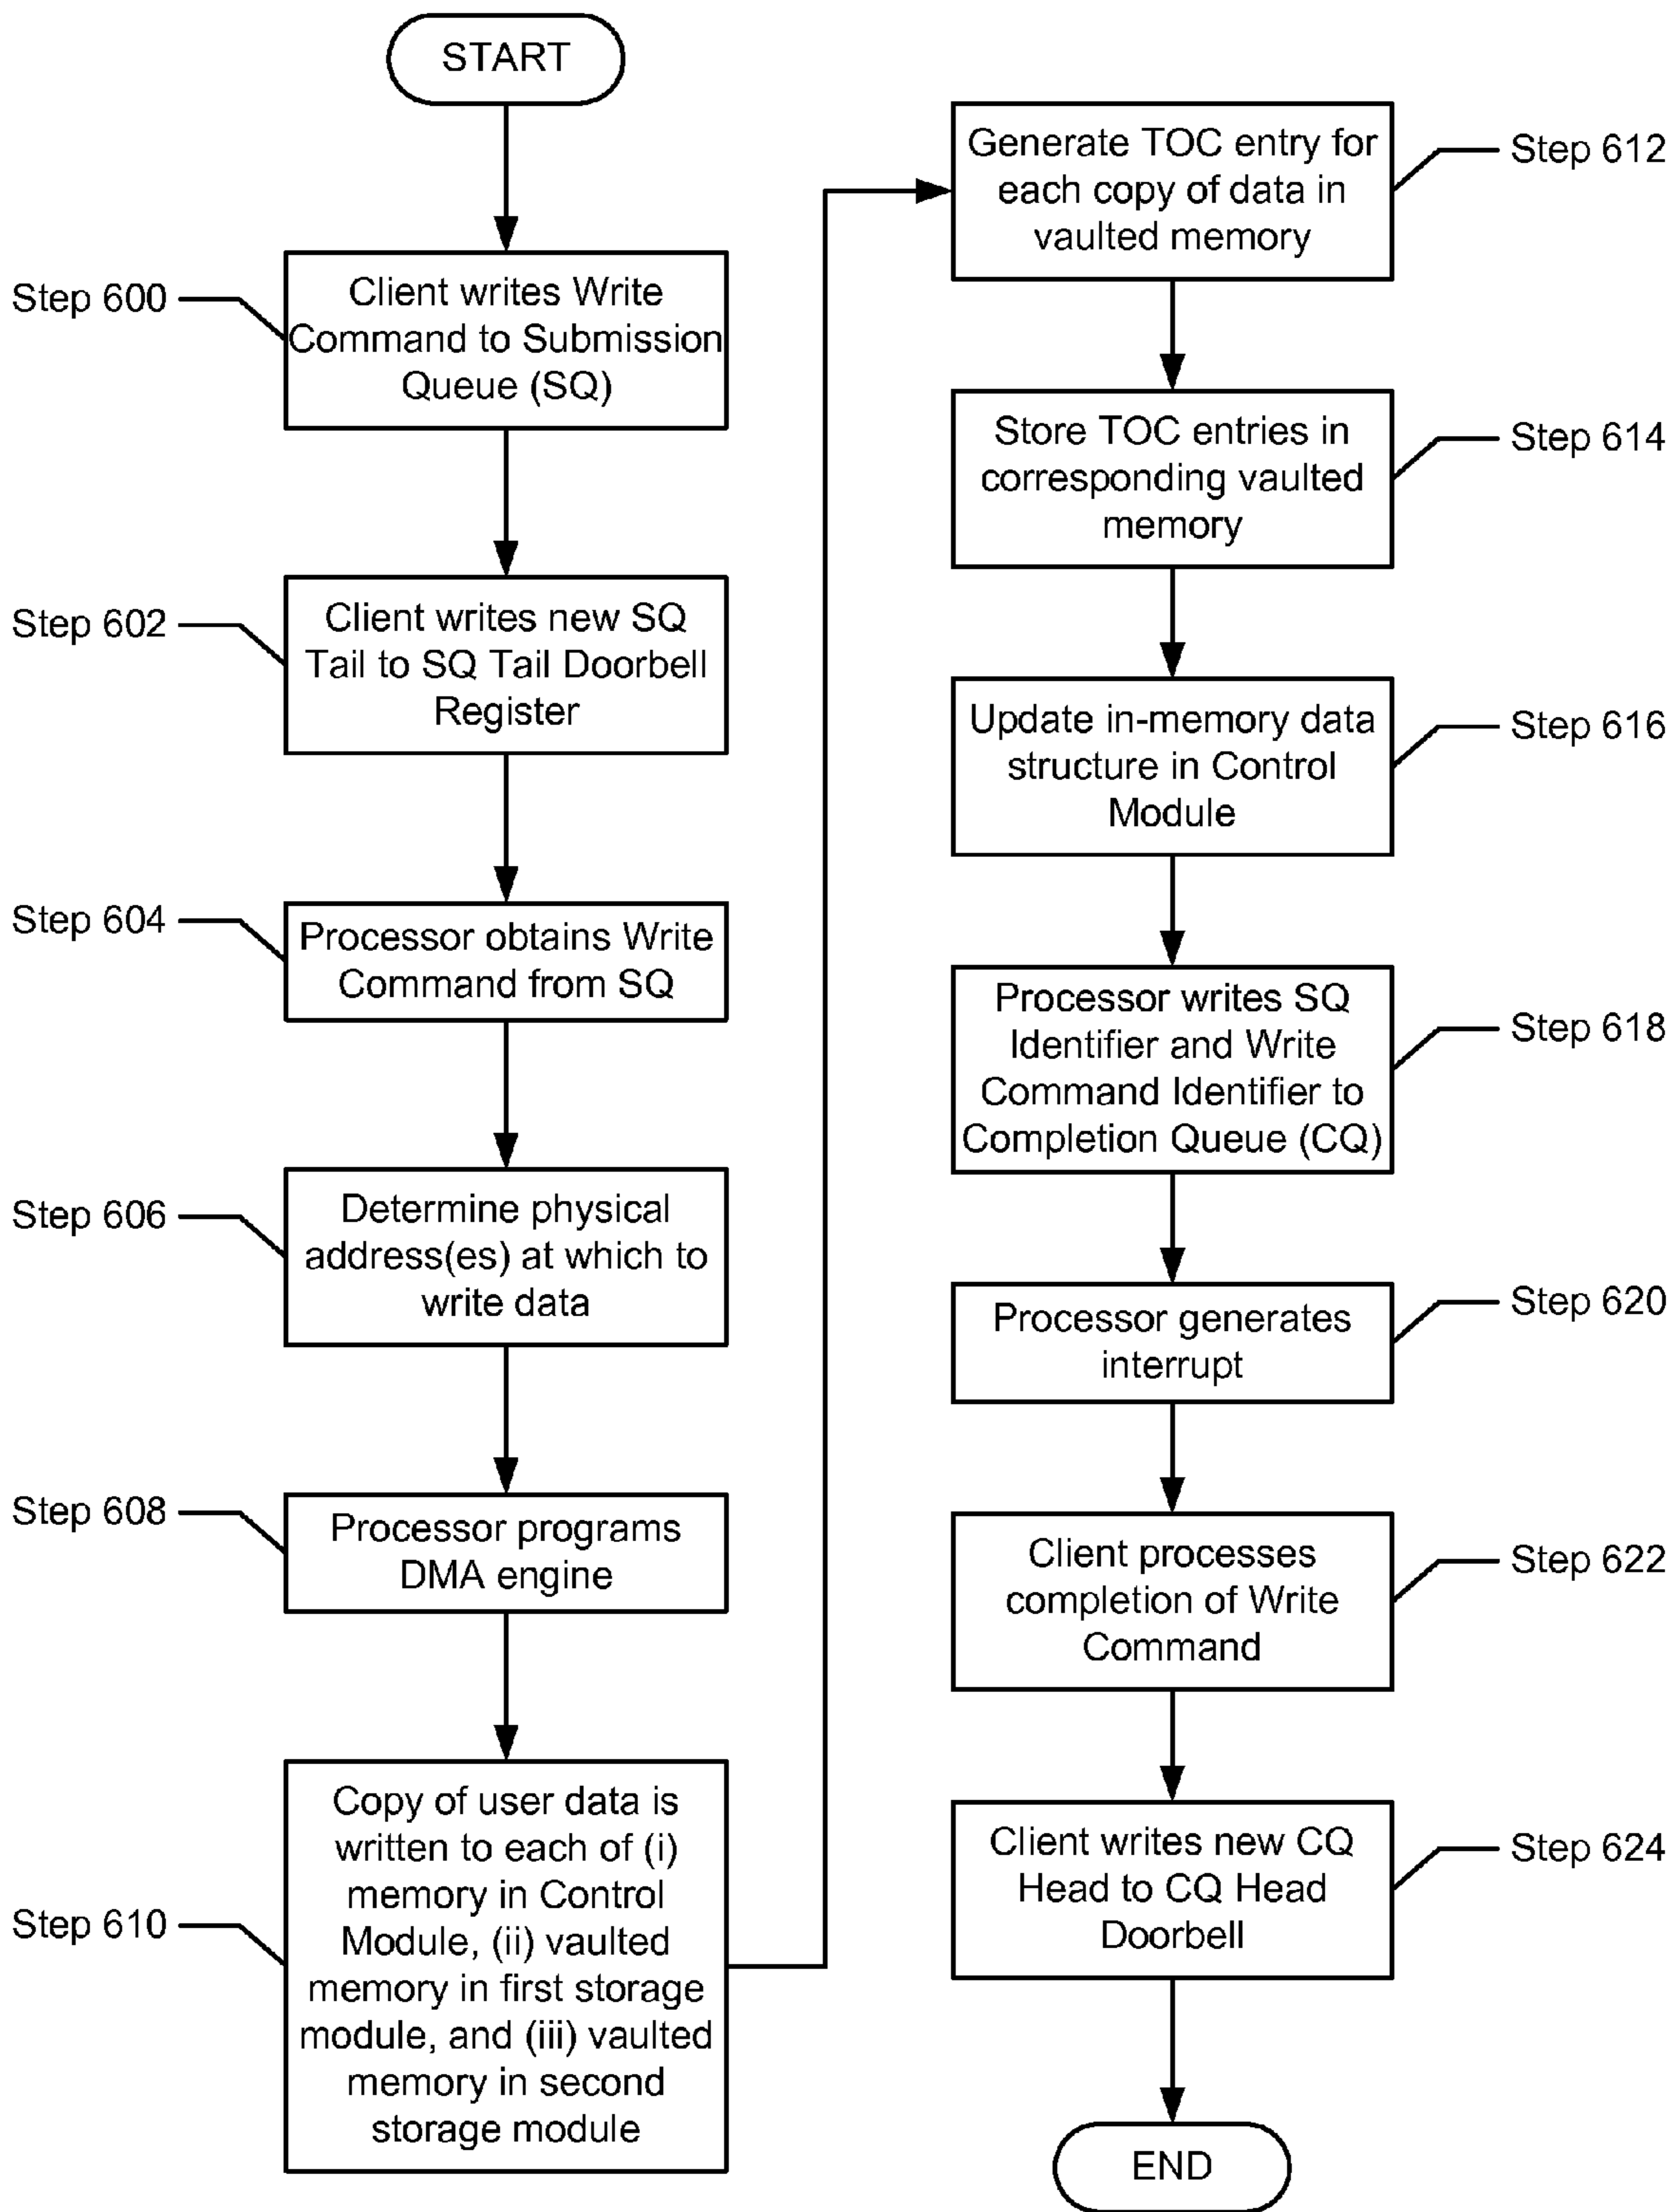 START
Step 600
Client writes Write
Command to Submission
Queue (SQ)
Step 602
Client writes new SQ
Tail to SQ Tail Doorbell
Register
Step 604
Processor obtains Write
Command from SQ
Step 606
Determine physical
address(es) at which to
write data
Step 608
Processor programs
DMA engine
Step 610
Copy of user data is
written to each of (i)
memory in Control
Module, (ii) vaulted
memory in first storage
module, and (iii) vaulted
memory in second
storage module
Generate TOC entry for
each copy of data in
vaulted memory
Step 612
Store TOC entries in
corresponding vaulted
memory
Step 614
Update in-memory data
structure in Control
Module
Step 616
Processor writes SQ
Identifier and Write
Command Identifier to
Completion Queue (CQ)
Step 618
Processor generates
interrupt
Step 620
Client processes
completion of Write
Command
Step 622
Client writes new CQ
Head to CQ Head
Doorbell
Step 624
END